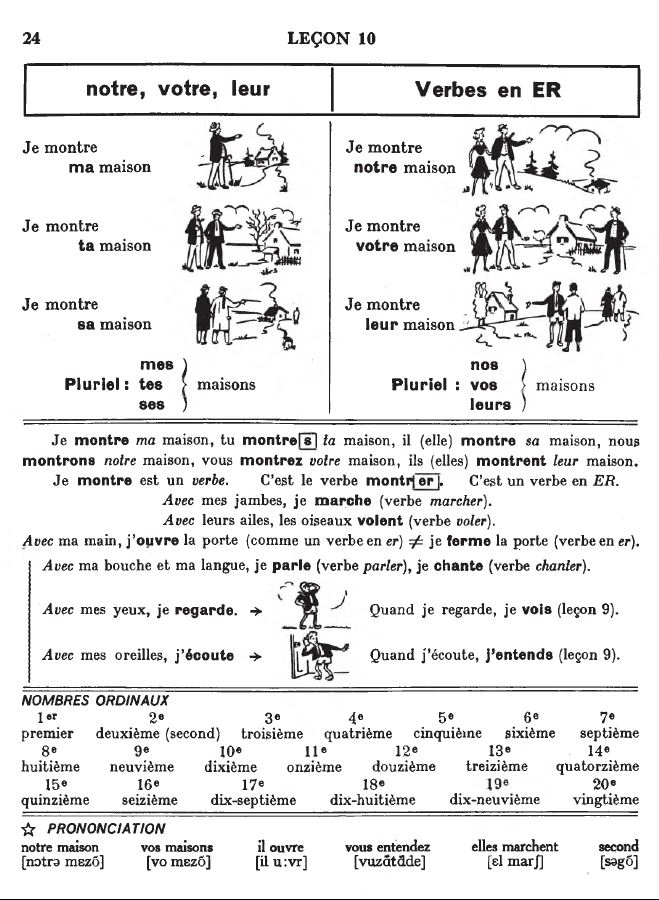 24 LEÇON 10
notre, votre, leur
Verbes en ER
Je montre
ma maison
Je montre
ta maison
Je montre
sa maison
mes
Pluriel : tes maisons
ses
Je montre
notre maison
Je montre
votre maison
Je montre
leur maison
nos
Pluriel : vos maisons
leurs
Je montre ma maison, tu montres ta maison, il (elle) montre sa maison, nous
montrons notre maison, vous montrez votre maison, ils (elles) montrent leur maison.
Je montre est un verbe. C'est le verbe montrer. C'est un verbe en ER.
Avec mes jambes, je marche (verbe marcher).
Avec leurs ailes, les oiseaux volent (verbe voler).
Avec ma main, j'ouvre la porte (comme un verbe en er) ≠ je ferme la porte (verbe en er).
Avec ma bouche et ma langue, je parle (verbe parler), je chante (verbe chanter).
Avec mes yeux, je regarde. → Quand je regarde, je vois (leçon 9).
Avec mes oreilles, j'écoute → Quand j'écoute, j'entends (leçon 9).
NOMBRES ORDINAUX
1er 2e 3e 4e 5e 6e 7e
premier deuxième (second) troisième quatrième cinquième sixième septième
8e 9e 10e 11e 12e 13e 14e
huitième neuvième dixième onzième douzième treizième quatorzième
15e 16e 17e 18e 19e 20e
quinzième seizième dix-septième dix-huitième dix-neuvième vingtième
☆ PRONONCIATION
notre maison vos maisons il ouvre vous entendez elles marchent second
[nɔtrə mɛzõ] [vo mɛzõ] [il u:vr] [vuzɑ̃tɑ̃de] [ɛl marʃ] [səgõ]